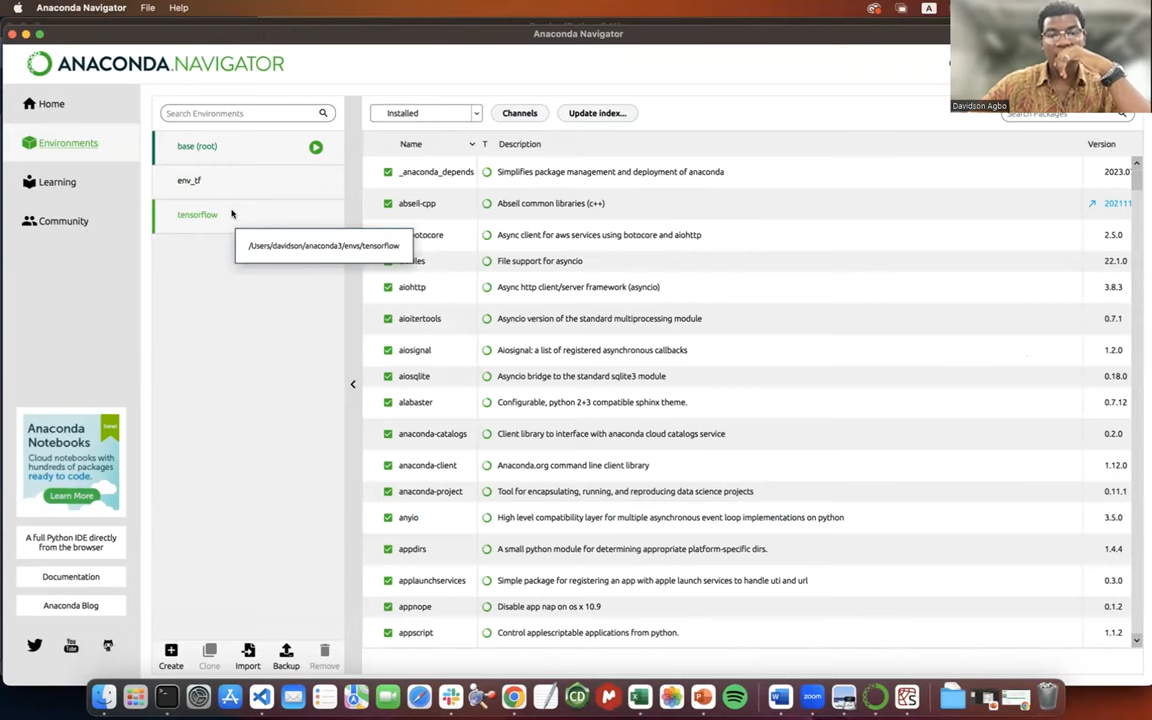 Anaconda Navigator File Help
A
Anaconda Navigator
ANACONDA.NAVIGATOR
Davidson Agbo
Home
Environments
Learning
Community
Search Environments
base (root)
env_tf
tensorflow
/Users/davidson/anaconda3/envs/tensorflow
Installed
Channels
Update index...
Search Packages
Name T Description Version
_anaconda_depends Simplifies package management and deployment of anaconda 2023.0
abseil-cpp Abseil common libraries (c++) 202111
otocore Async client for aws services using botocore and aiohttp 2.5.0
File support for asyncio 22.1.0
aiohttp Async http client/server framework (asyncio) 3.8.3
aioitertools Asyncio version of the standard multiprocessing module 0.7.1
aiosignal Aiosignal: a list of registered asynchronous callbacks 1.2.0
aiosqlite Asyncio bridge to the standard sqlite3 module 0.18.0
alabaster Configurable, python 2+3 compatible sphinx theme. 0.7.12
anaconda-catalogs Client library to interface with anaconda cloud catalogs service 0.2.0
anaconda-client Anaconda.org command line client library 1.12.0
anaconda-project Tool for encapsulating, running, and reproducing data science projects 0.11.1
anyio High level compatibility layer for multiple asynchronous event loop implementations on python 3.5.0
appdirs A small python module for determining appropriate platform-specific dirs. 1.4.4
applaunchservices Simple package for registering an app with apple launch services to handle uti and url 0.3.0
appnope Disable app nap on os x 10.9 0.1.2
appscript Control applescriptable applications from python. 1.1.2
Anaconda
Notebooks
Cloud notebooks with
hundreds of packages
ready to code.
Learn More
A full Python IDE directly
from the browser
Documentation
Anaconda Blog
You
Tube
Create Clone Import Backup Remove
CD
zoom